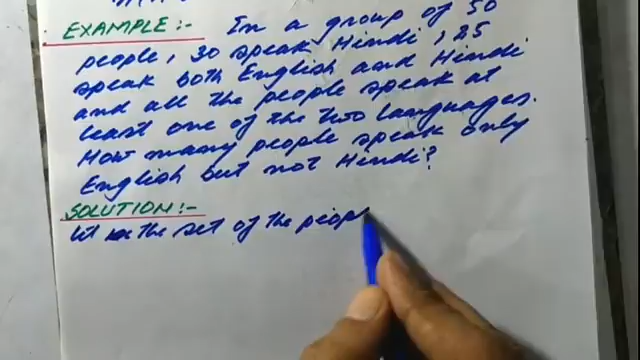 EXAMPLE:- In a group of 50
people, 30 speak Hindi, 25
speak both English and Hindi
and all the people speak at
least one of the two languages.
How many people speak only
English but not Hindi?
SOLUTION:-
the set of the peop